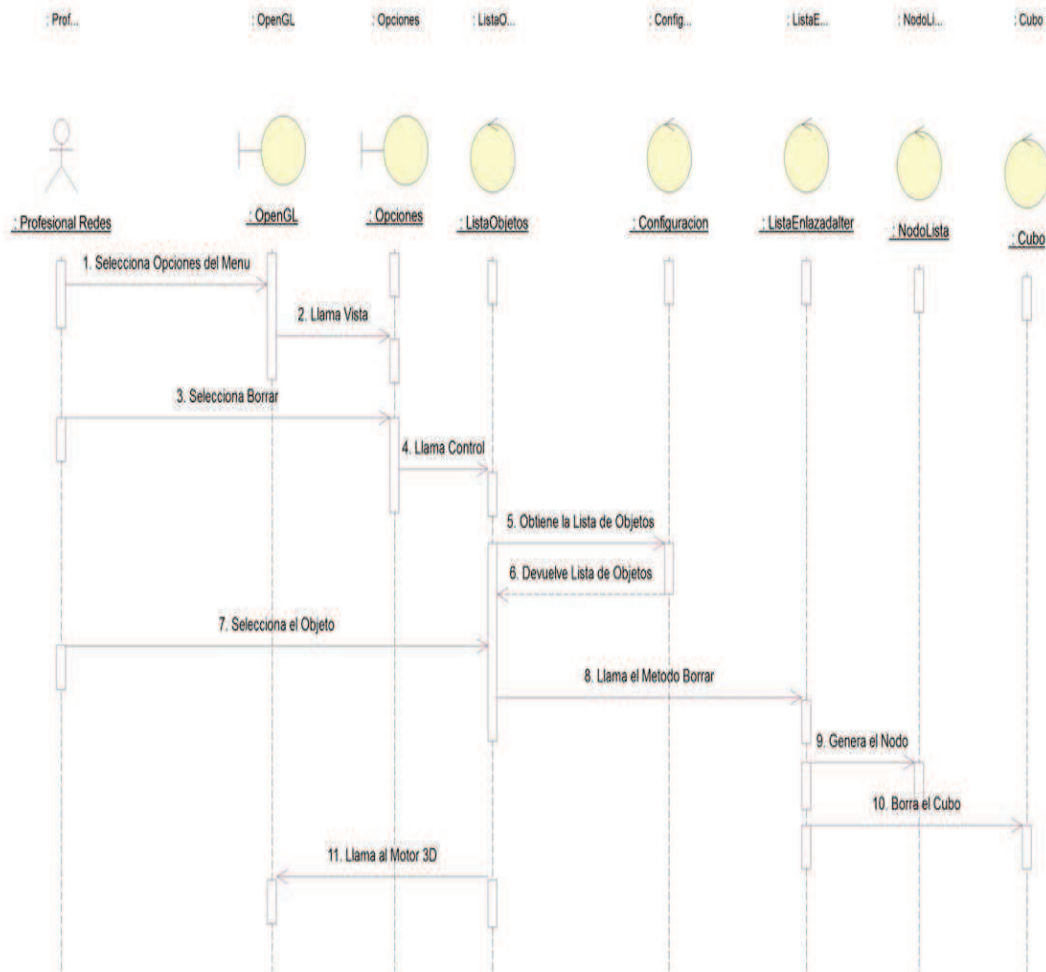 : Prof...
: OpenGL
: Opciones
: ListaO...
: Config...
: ListaE...
: NodoLi...
: Cubo
: Profesional Redes
: OpenGL
: Opciones
: ListaObjetos
: Configuracion
: ListaEnlazadaIter
: NodoLista
: Cubo
1. Selecciona Opciones del Menu
2. Llama Vista
3. Selecciona Borrar
4. Llama Control
5. Obtiene la Lista de Objetos
6. Devuelve Lista de Objetos
7. Selecciona el Objeto
8. Llama el Metodo Borrar
9. Genera el Nodo
10. Borra el Cubo
11. Llama al Motor 3D